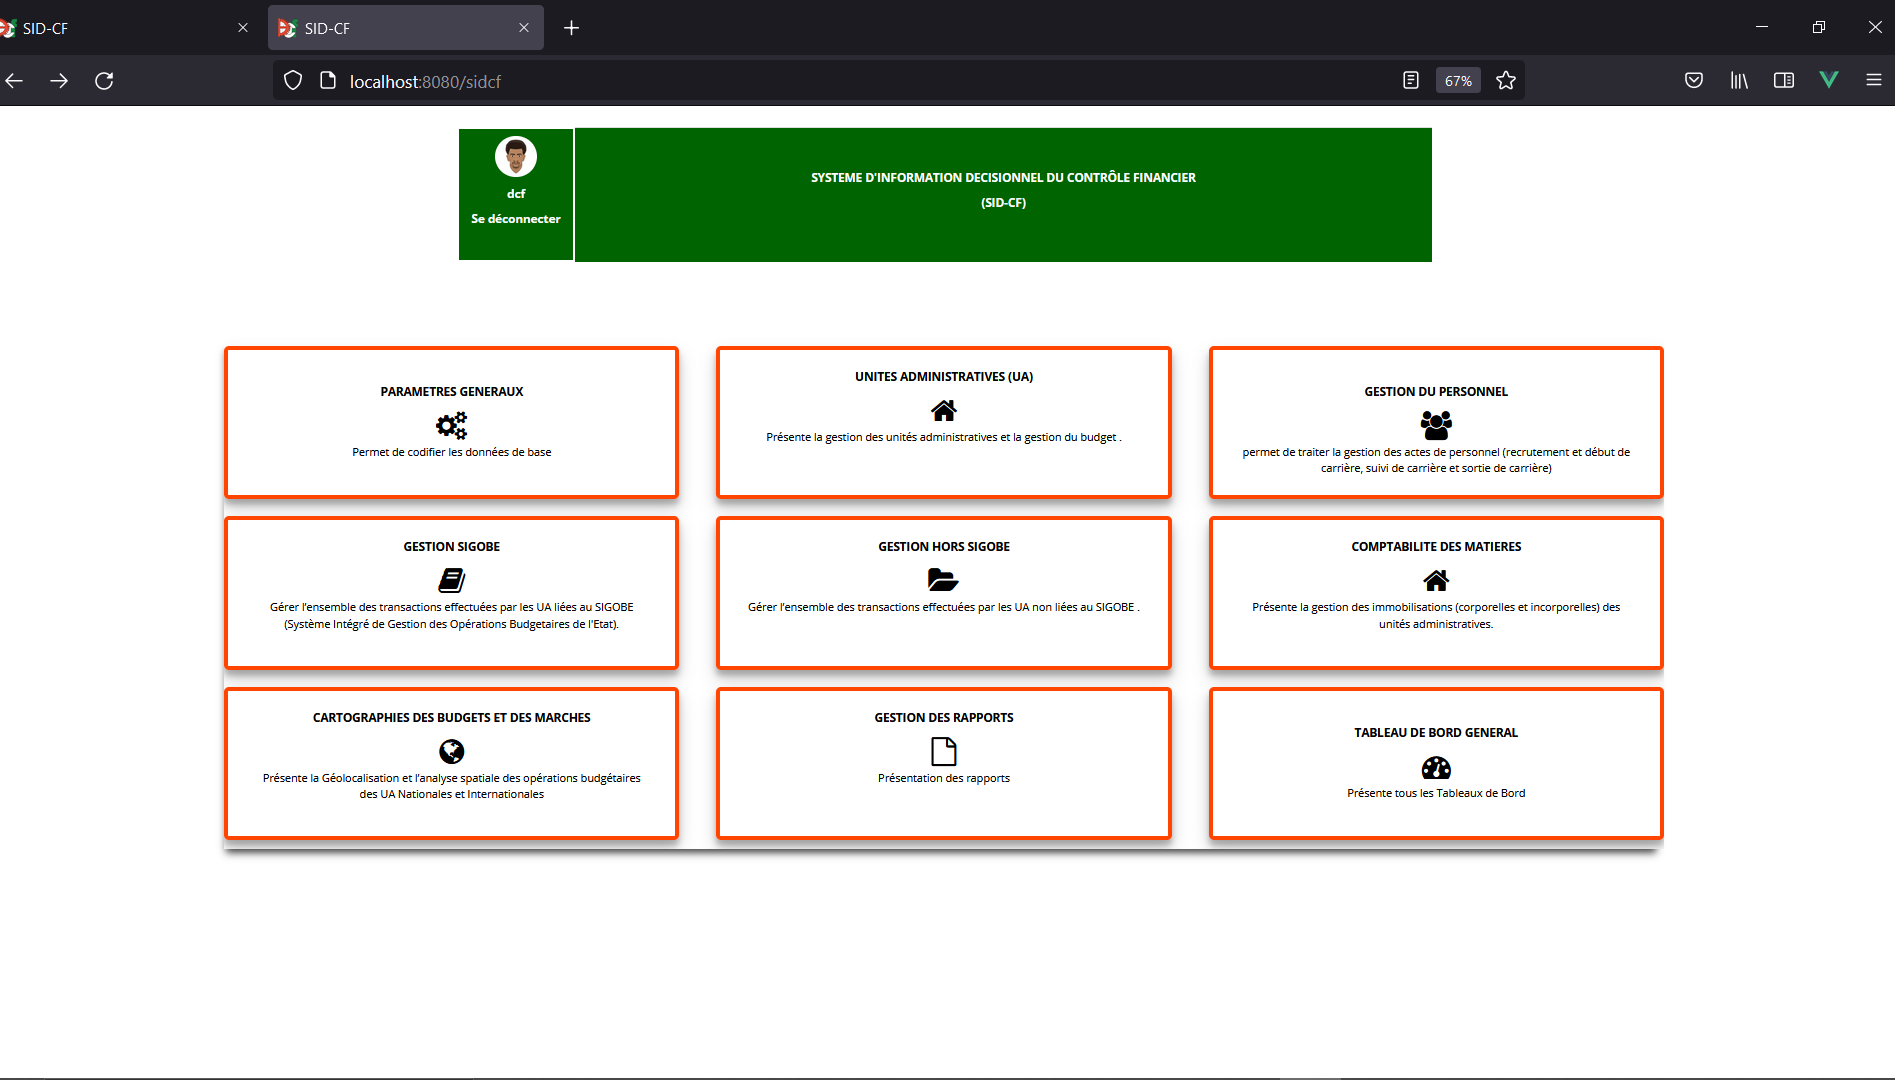 SID-CF
SID-CF
localhost:8080/sidcf
67%
dcf
Se déconnecter
SYSTEME D'INFORMATION DECISIONNEL DU CONTRÔLE FINANCIER
(SID-CF)
PARAMETRES GENERAUX
Permet de codifier les données de base
UNITES ADMINISTRATIVES (UA)
Présente la gestion des unités administratives et la gestion du budget .
GESTION DU PERSONNEL
permet de traiter la gestion des actes de personnel (recrutement et début de
carrière, suivi de carrière et sortie de carrière)
GESTION SIGOBE
Gérer l'ensemble des transactions effectuées par les UA liées au SIGOBE
(Système Intégré de Gestion des Opérations Budgetaires de l'Etat).
GESTION HORS SIGOBE
Gérer l'ensemble des transactions effectuées par les UA non liées au SIGOBE .
COMPTABILITE DES MATIERES
Présente la gestion des immobilisations (corporelles et incorporelles) des
unités administratives.
CARTOGRAPHIES DES BUDGETS ET DES MARCHES
Présente la Géolocalisation et l'analyse spatiale des opérations budgétaires
des UA Nationales et Internationales
GESTION DES RAPPORTS
Présentation des rapports
TABLEAU DE BORD GENERAL
Présente tous les Tableaux de Bord